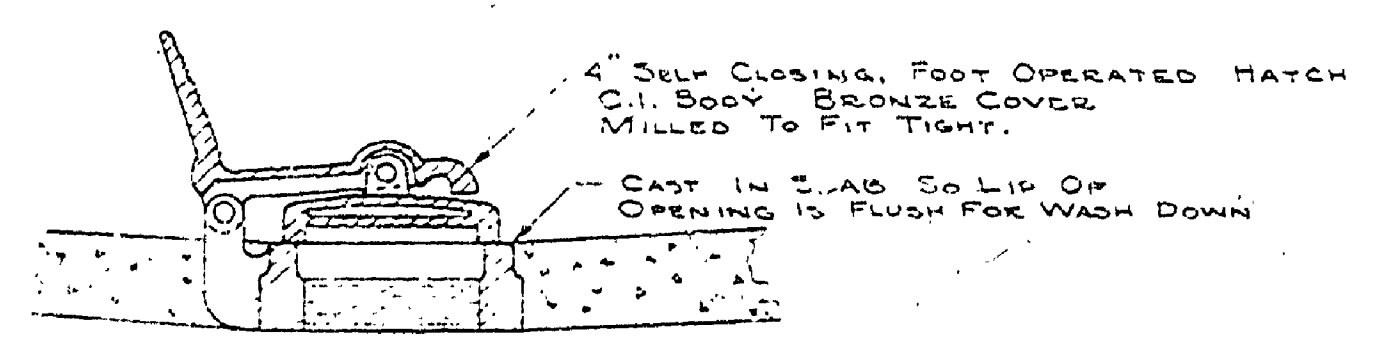 4" SELF CLOSING, FOOT OPERATED HATCH
C.I. BODY BRONZE COVER
MILLED TO FIT TIGHT.
CAST IN SLAB SO LIP OF
OPENING IS FLUSH FOR WASH DOWN